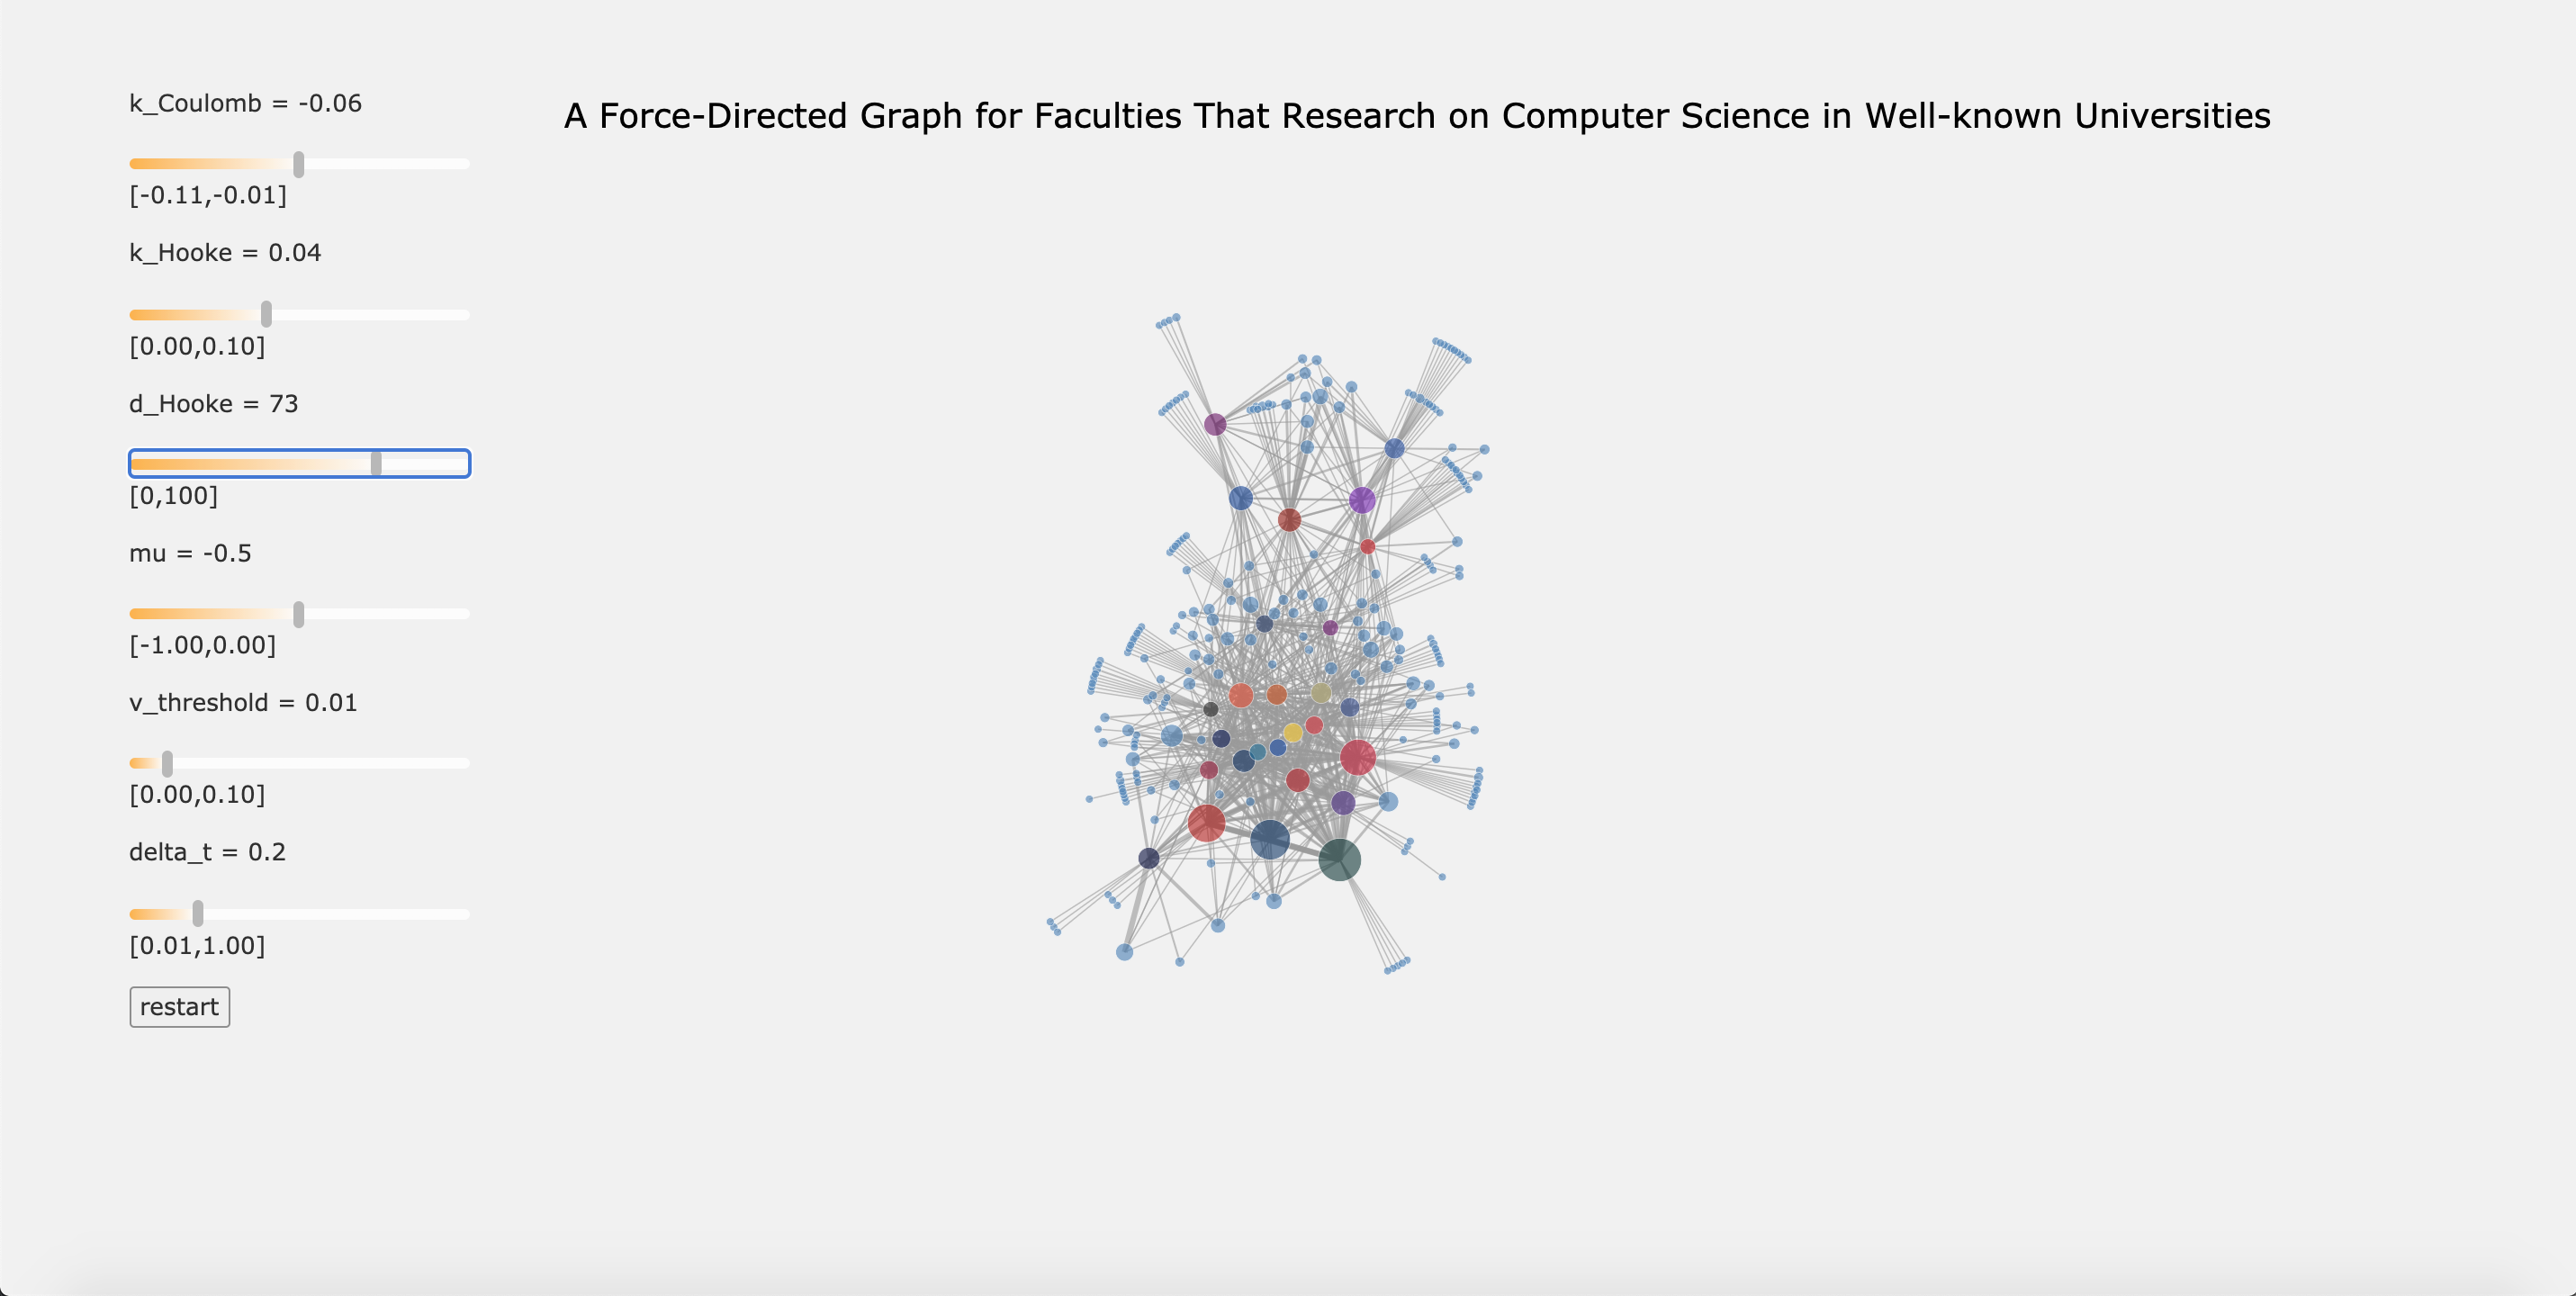 k_Coulomb = -0.06
A Force-Directed Graph for Faculties That Research on Computer Science in Well-known Universities
[-0.11,-0.01]
k_Hooke = 0.04
[0.00,0.10]
d_Hooke = 73
[0,100]
mu = -0.5
[-1.00,0.00]
v_threshold = 0.01
[0.00,0.10]
delta_t = 0.2
[0.01,1.00]
restart